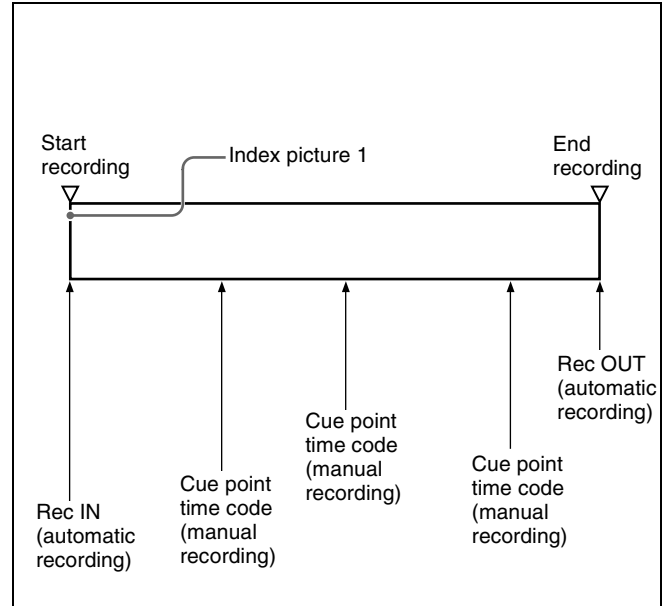 Start
recording
Index picture 1
End
recording
Rec IN
(automatic
recording)
Cue point
time code
(manual
recording)
Cue point
time code
(manual
recording)
Cue point
time code
(manual
recording)
Rec OUT
(automatic
recording)